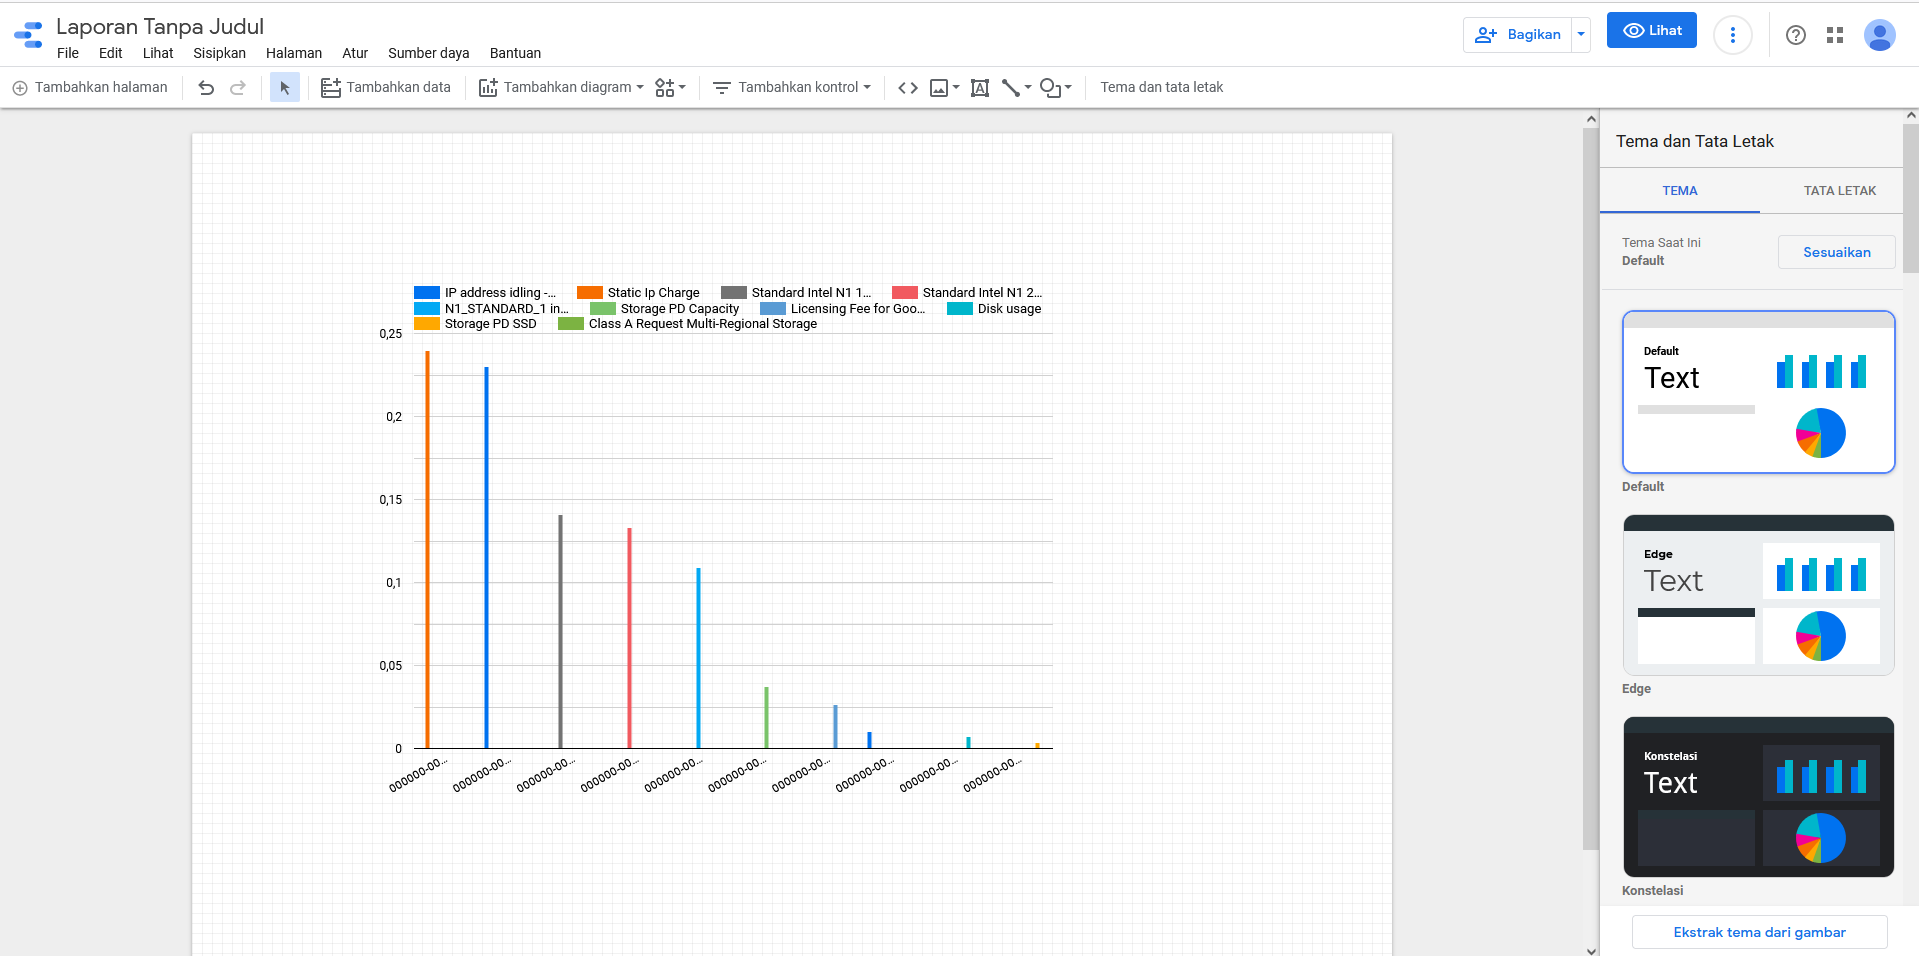 Laporan Tanpa Judul
File Edit Lihat Sisipkan Halaman Atur Sumber daya Bantuan
Bagikan
Lihat
Tambahkan halaman
Tambahkan data
Tambahkan diagram
Tambahkan kontrol
Tema dan tata letak
IP address idling -... Static Ip Charge Standard Intel N1 1... Standard Intel N1 2...
N1_STANDARD_1 in... Storage PD Capacity Licensing Fee for Goo... Disk usage
Storage PD SSD Class A Request Multi-Regional Storage
0,25
0,2
0,15
0,1
0,05
0
000000-00... 000000-00... 000000-00... 000000-00... 000000-00... 000000-00... 000000-00... 000000-00... 000000-00... 000000-00...
Tema dan Tata Letak
TEMA TATA LETAK
Tema Saat Ini
Default
Sesuaikan
Default
Text
Default
Edge
Text
Edge
Konstelasi
Text
Konstelasi
Ekstrak tema dari gambar